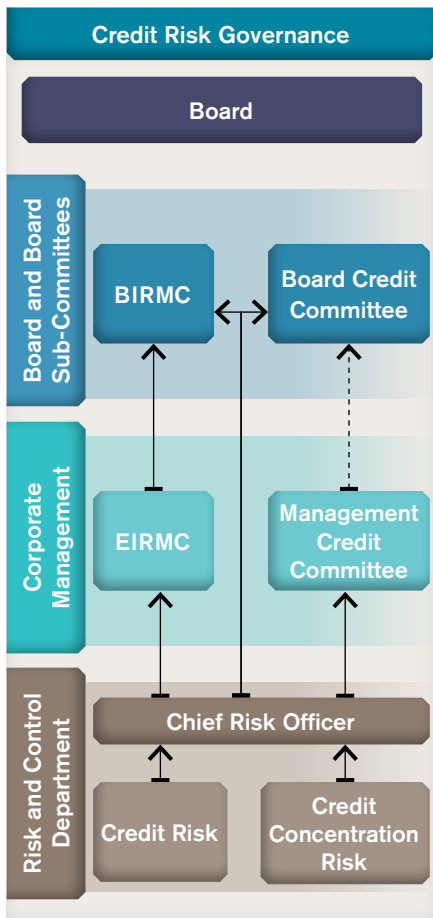 Credit Risk Governance
Board
Board and Board
Sub-Committees
BIRMC
Board Credit
Committee
Corporate
Management
EIRMC
Management
Credit
Committee
Risk and Control
Department
Chief Risk Officer
Credit Risk
Credit
Concentration
Risk